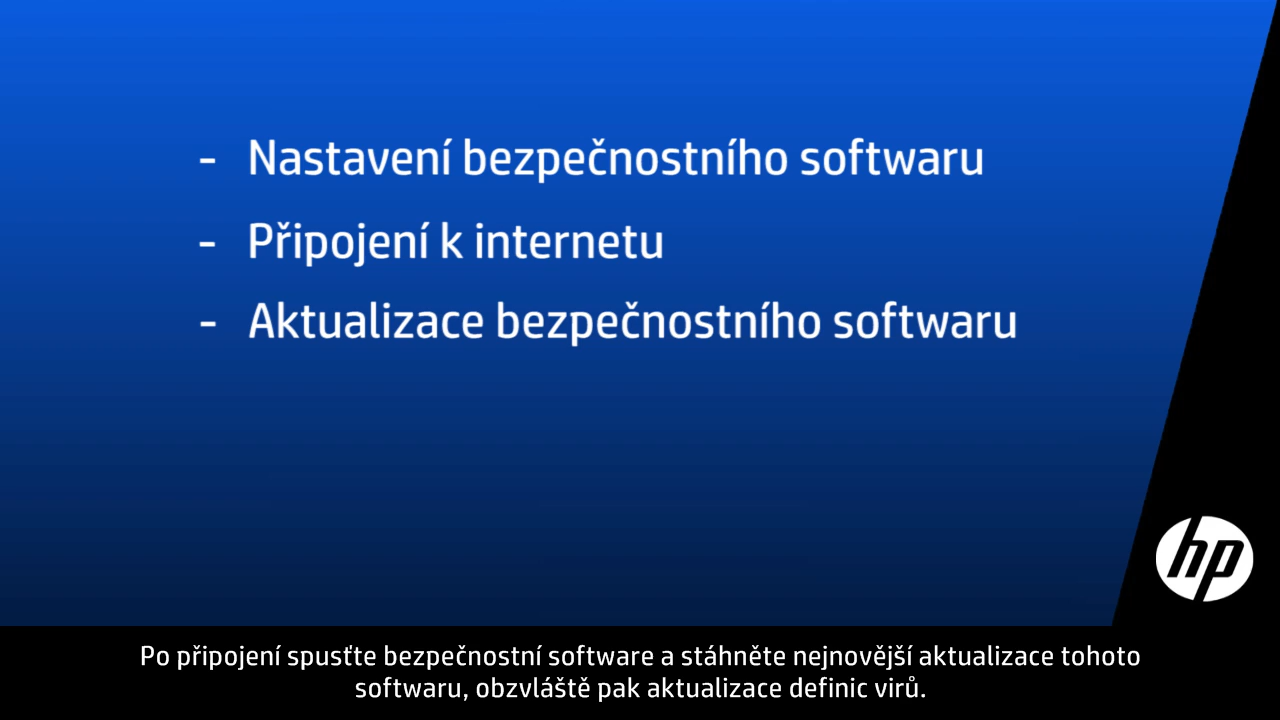 - Nastavení bezpečnostního softwaru
- Připojení k internetu
- Aktualizace bezpečnostního softwaru
hp
Po připojení spusťte bezpečnostní software a stáhněte nejnovější aktualizace tohoto
softwaru, obzvláště pak aktualizace definic virů.